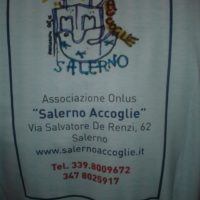 ACCOGLIE
SALERNO
Associazione Onlus
"Salerno Accoglie"
Via Salvatore De Renzi, 62
Salerno
www.salernoaccoglie.it
Tel. 339.8009672
347 8025917